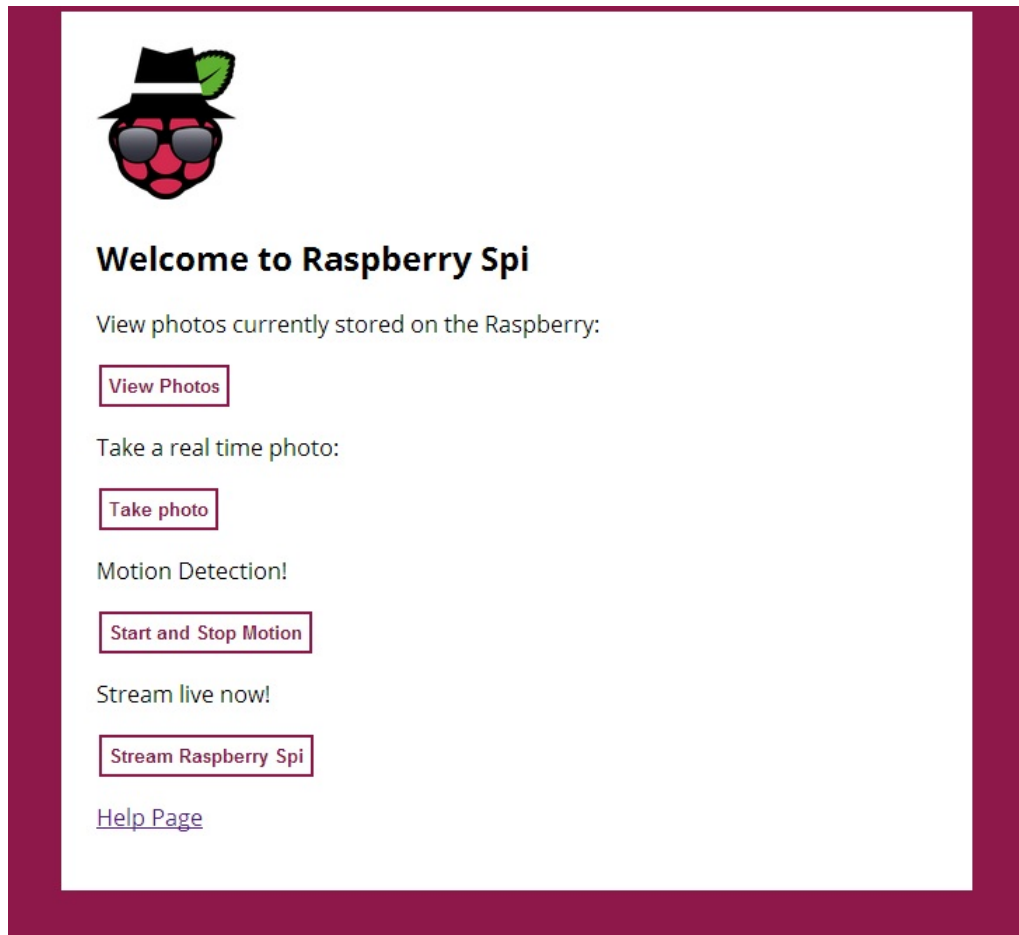 Welcome to Raspberry Spi
View photos currently stored on the Raspberry:
View Photos
Take a real time photo:
Take photo
Motion Detection!
Start and Stop Motion
Stream live now!
Stream Raspberry Spi
Help Page